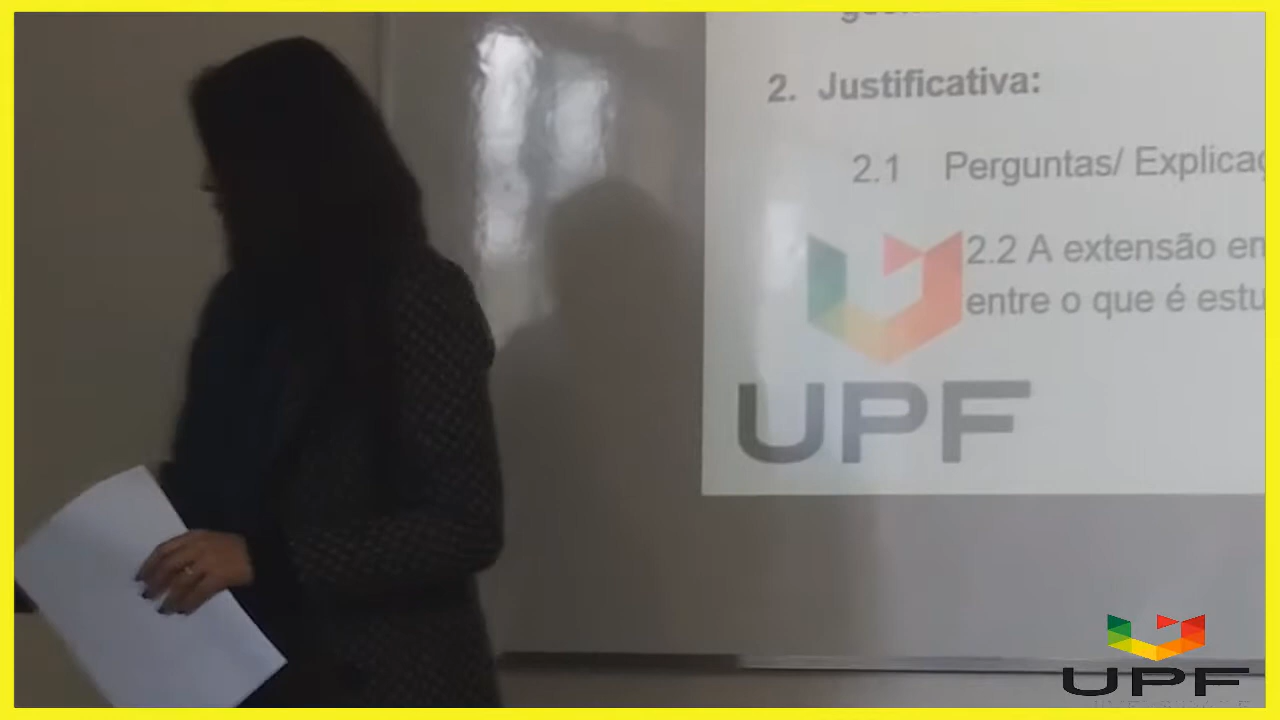 2. Justificativa:
2.1 Perguntas/ Explicaç
2.2 A extensão en
entre o que é estu
UPF
UPF